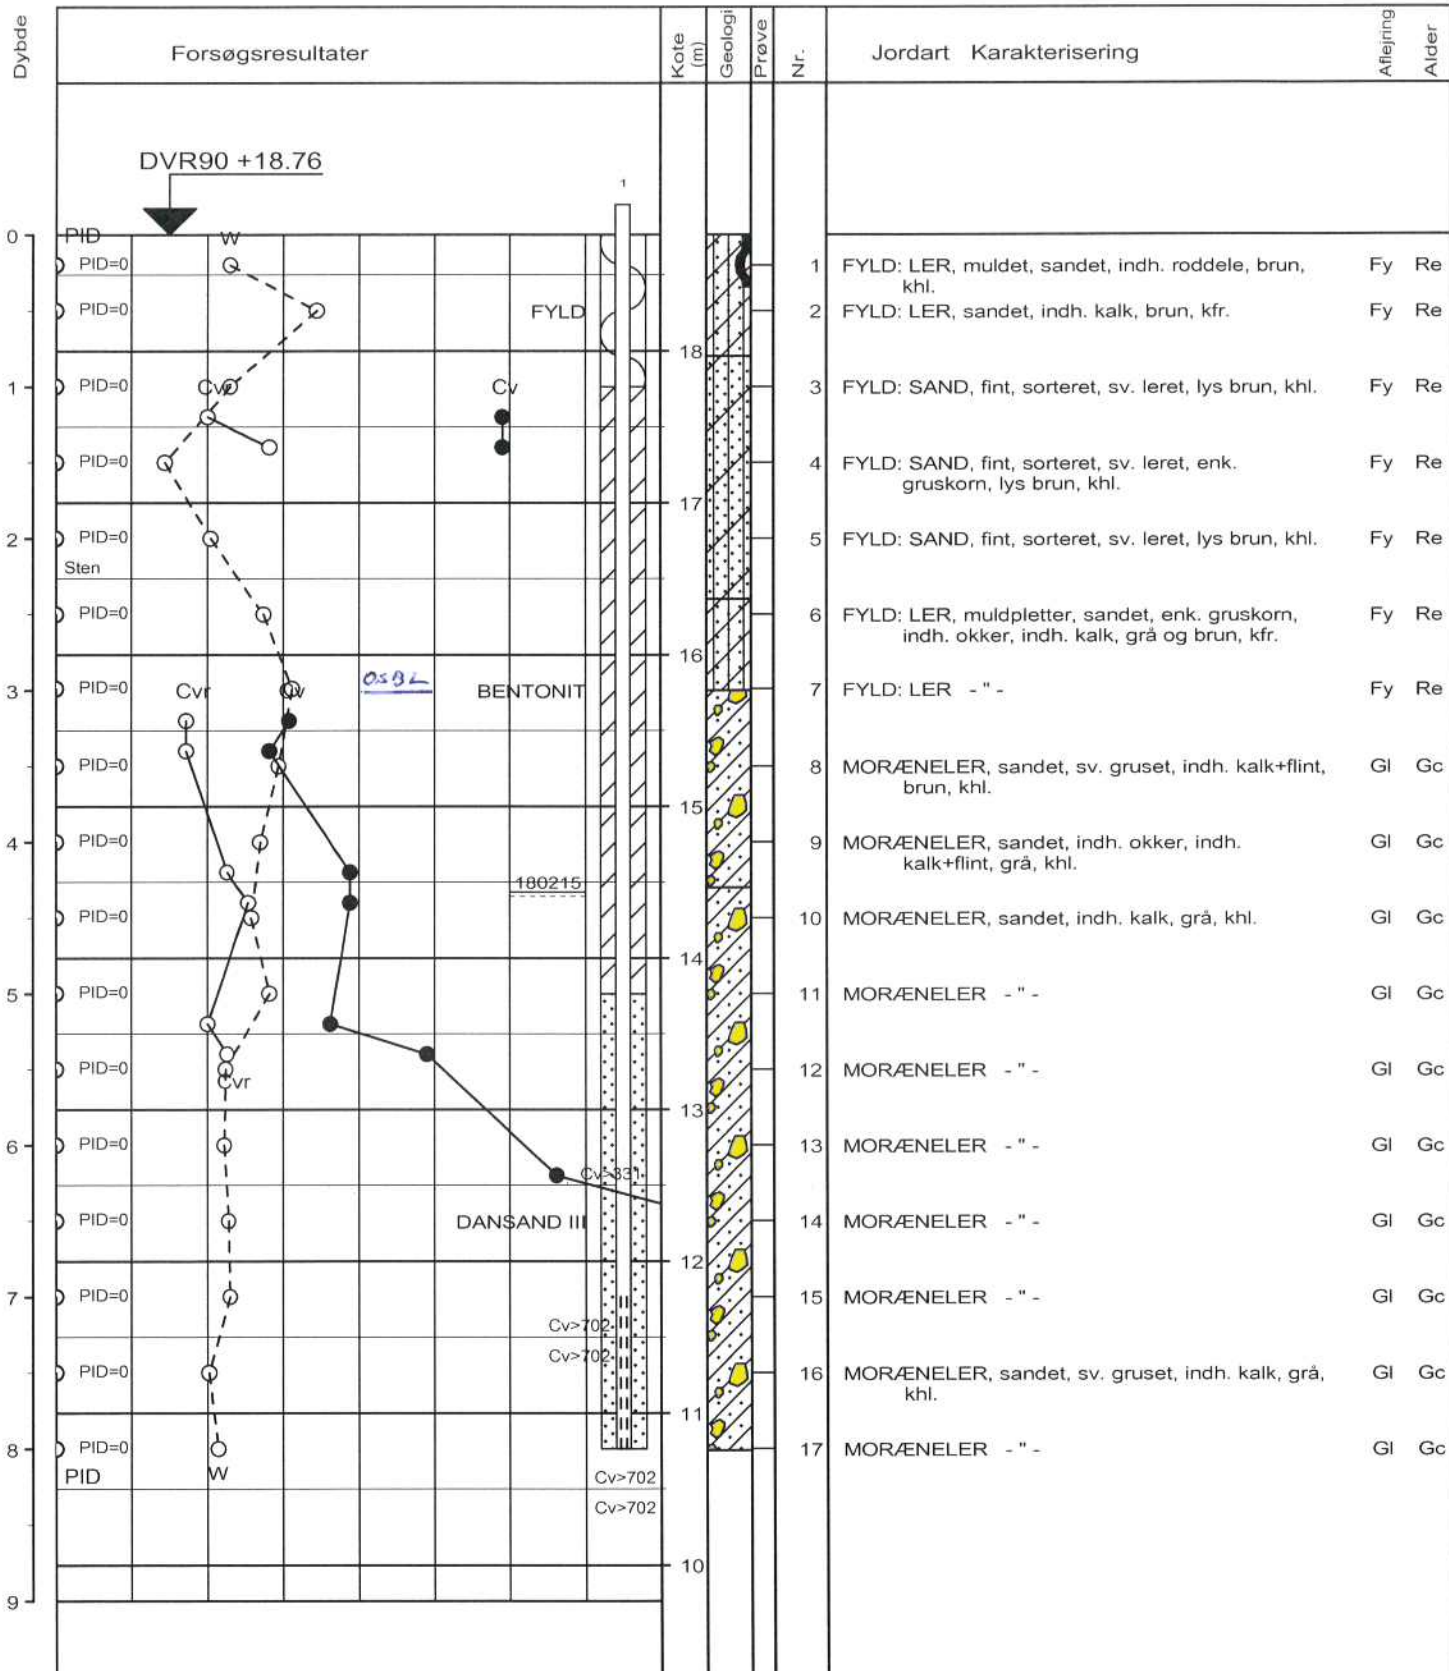 Dybde
Forsøgsresultater
Kote (m)
Geologi
Prøve
Nr.
Jordart Karakterisering
Aflejring
Alder
DVR90 +18.76
1
0
PID
W
PID=0
1 FYLD: LER, muldet, sandet, indh. roddele, brun, Fy Re
khl.
PID=0
FYLD
2 FYLD: LER, sandet, indh. kalk, brun, kfr. Fy Re
18
1
PID=0
Cv
Cv
3 FYLD: SAND, fint, sorteret, sv. leret, lys brun, khl. Fy Re
PID=0
4 FYLD: SAND, fint, sorteret, sv. leret, enk. Fy Re
gruskorn, lys brun, khl.
17
2
PID=0
5 FYLD: SAND, fint, sorteret, sv. leret, lys brun, khl. Fy Re
Sten
PID=0
6 FYLD: LER, muldpletter, sandet, enk. gruskorn, Fy Re
indh. okker, indh. kalk, grå og brun, kfr.
16
3
PID=0
Cvr
Cv
OSBL
BENTONIT
7 FYLD: LER - " - Fy Re
PID=0
8 MORÆNELER, sandet, sv. gruset, indh. kalk+flint, Gl Gc
brun, khl.
15
4
PID=0
9 MORÆNELER, sandet, indh. okker, indh. Gl Gc
kalk+flint, grå, khl.
180215
PID=0
10 MORÆNELER, sandet, indh. kalk, grå, khl. Gl Gc
14
5
PID=0
11 MORÆNELER - " - Gl Gc
PID=0
Cvr
12 MORÆNELER - " - Gl Gc
13
6
PID=0
13 MORÆNELER - " - Gl Gc
Cv>331
PID=0
DANSAND III
14 MORÆNELER - " - Gl Gc
12
7
PID=0
15 MORÆNELER - " - Gl Gc
Cv>702
Cv>702
PID=0
16 MORÆNELER, sandet, sv. gruset, indh. kalk, grå, Gl Gc
khl.
11
8
PID=0
17 MORÆNELER - " - Gl Gc
PID
W
Cv>702
Cv>702
10
9